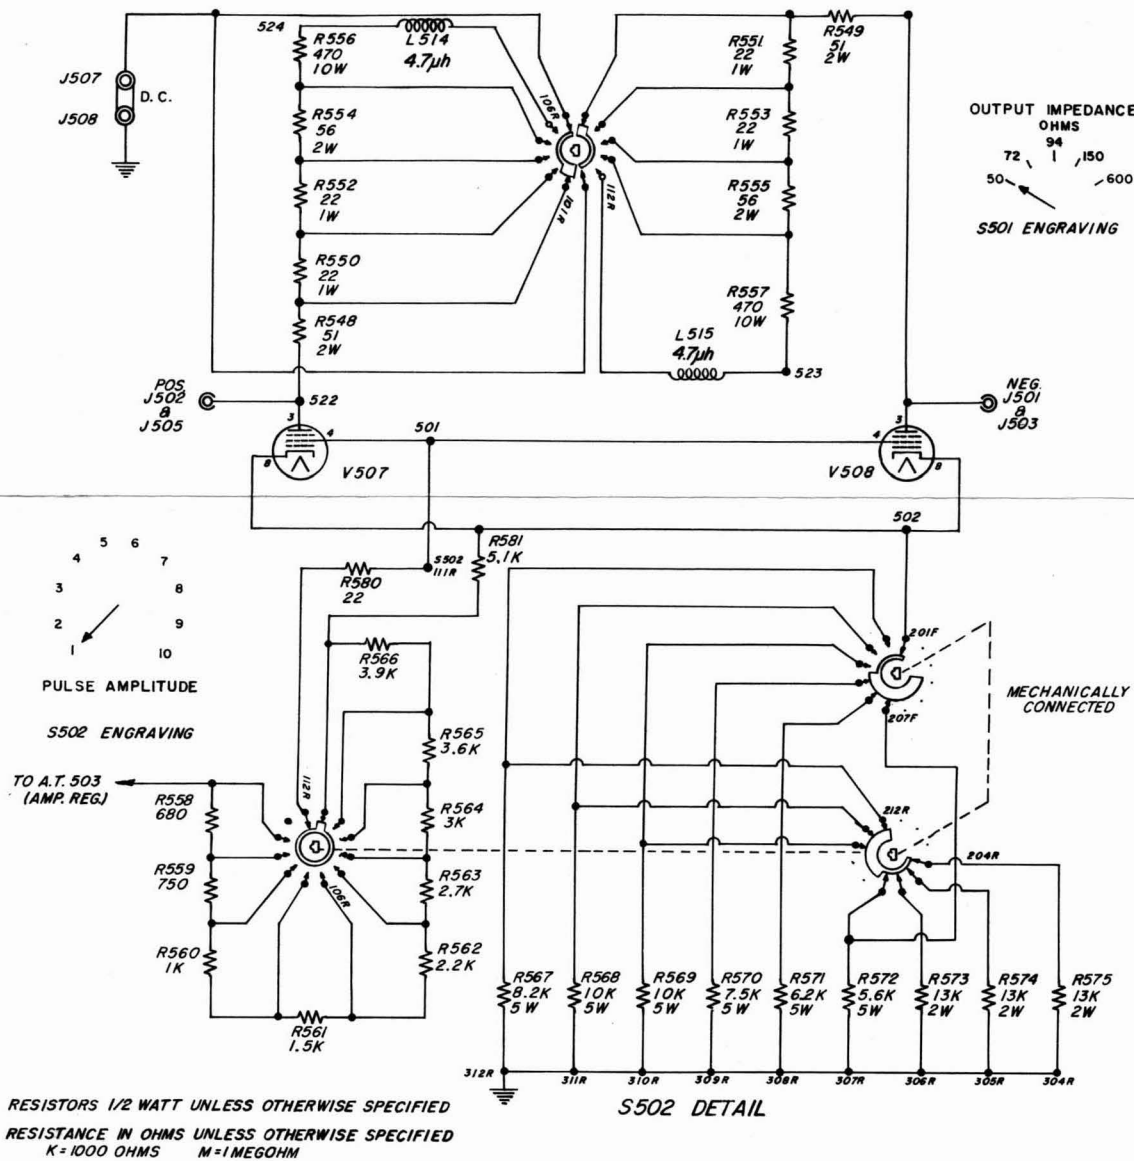 524
L514
4.7µh
R556
470
10W
R554
56
2W
R552
22
1W
R550
22
1W
R548
51
2W
J507
J508
D.C.
106R
101R
112R
R551
22
1W
R549
51
2W
R553
22
1W
R555
56
2W
R557
470
10W
L515
4.7µh
523
OUTPUT IMPEDANCE
OHMS
50
72
94
150
600
S501 ENGRAVING
POS.
J502
&
J505
522
3
4
8
V507
501
NEG.
J501
&
J503
3
4
8
V508
502
1
2
3
4
5
6
7
8
9
10
PULSE AMPLITUDE
S502 ENGRAVING
R580
22
S502
111R
R581
5.1K
R566
3.9K
R565
3.6K
R564
3K
R563
2.7K
R562
2.2K
TO A.T. 503
(AMP. REG.)
R558
680
R559
750
R560
1K
R561
1.5K
112R
106R
201F
207F
MECHANICALLY
CONNECTED
212R
204R
R567
8.2K
5W
R568
10K
5W
R569
10K
5W
R570
7.5K
5W
R571
6.2K
5W
R572
5.6K
5W
R573
13K
2W
R574
13K
2W
R575
13K
2W
312R
311R
310R
309R
308R
307R
306R
305R
304R
S502 DETAIL
RESISTORS 1/2 WATT UNLESS OTHERWISE SPECIFIED
RESISTANCE IN OHMS UNLESS OTHERWISE SPECIFIED
K=1000 OHMS M=1 MEGOHM